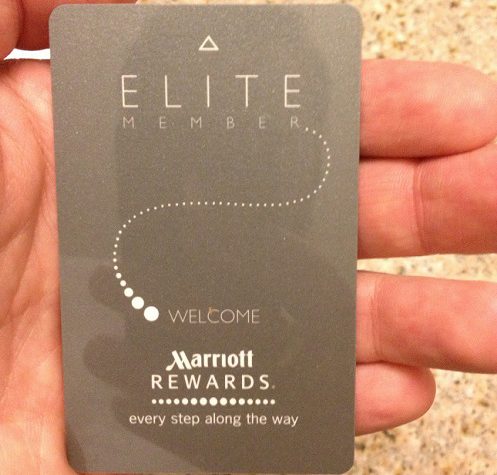 ELITE
MEMBER
WELCOME
Marriott
REWARDS.
every step along the way